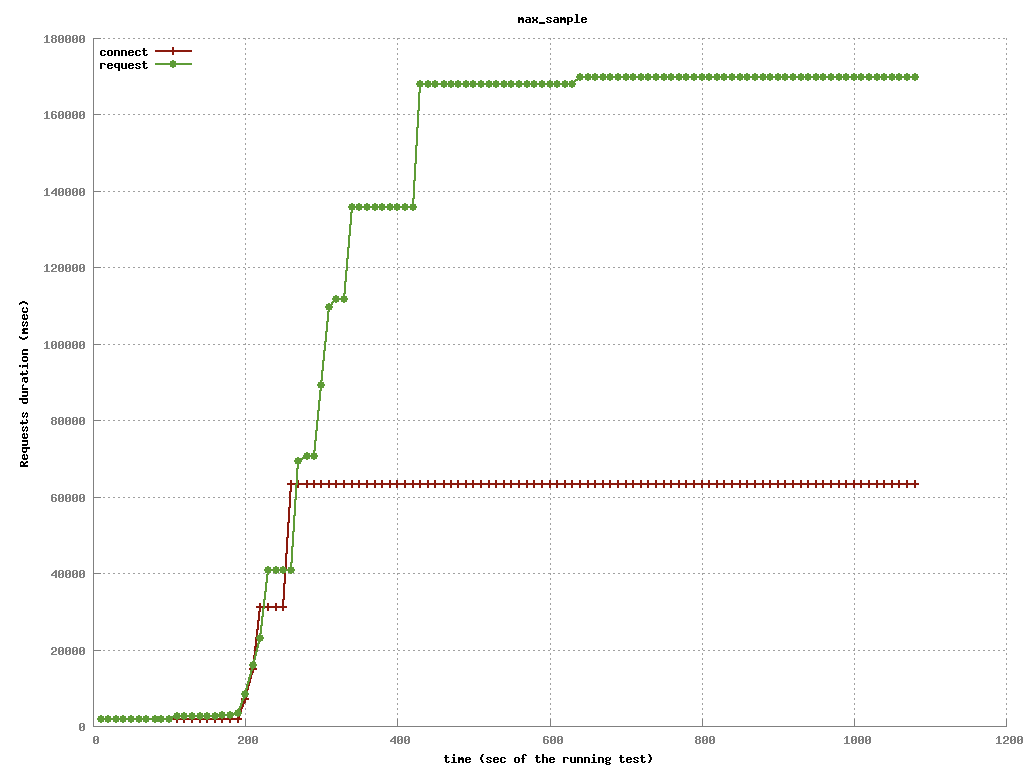 max_sample
connect
request
180000
160000
140000
120000
100000
80000
60000
40000
20000
0
Requests duration (msec)
0 200 400 600 800 1000 1200
time (sec of the running test)